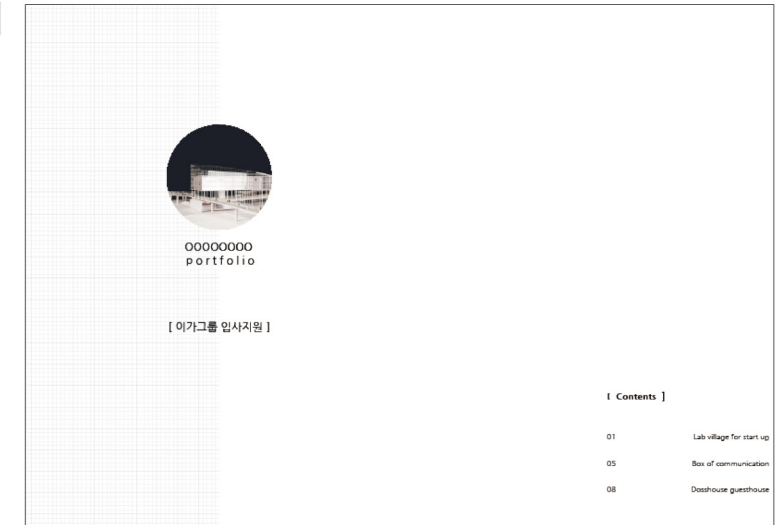 OOOOOOOO
portfolio
[ 이가그룹 입사지원 ]
[ Contents ]
01 Lab village for start up
05 Box of communication
08 Dosshouse guesthouse